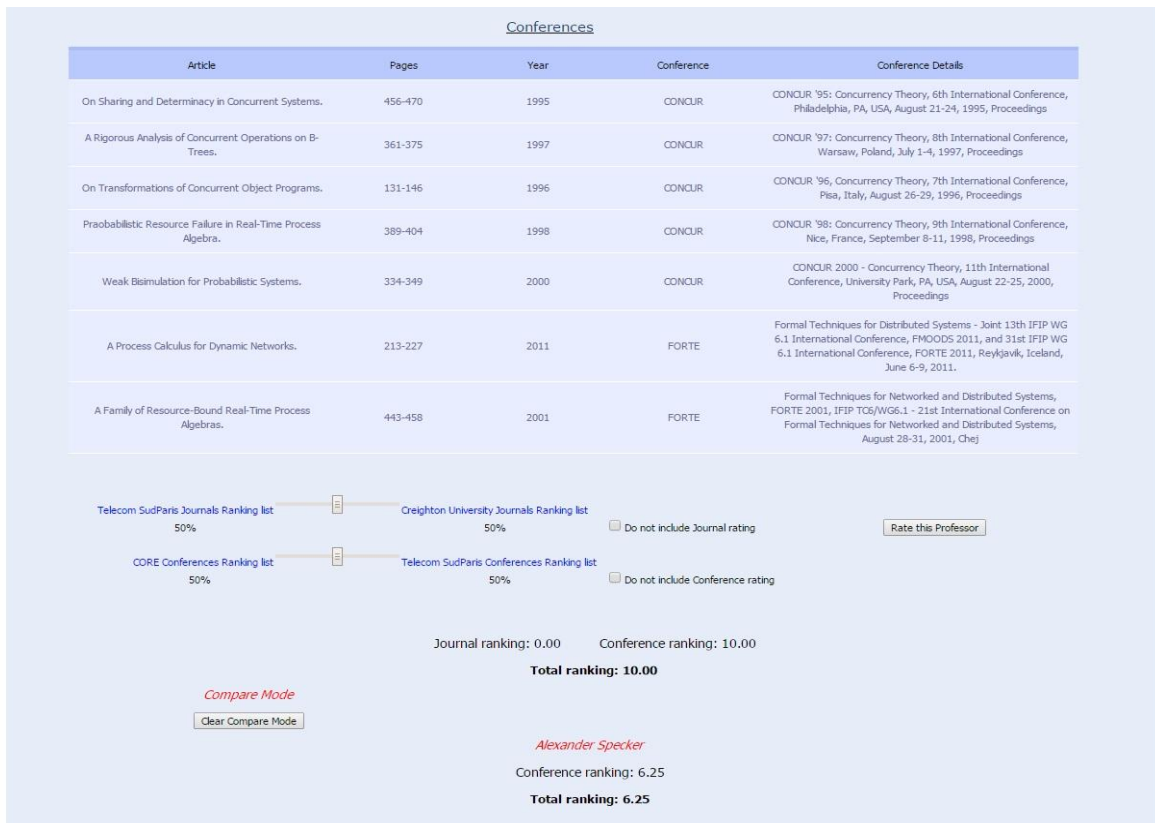 Conferences
Article Pages Year Conference Conference Details
On Sharing and Determinacy in Concurrent Systems. 456-470 1995 CONCUR CONCUR '95: Concurrency Theory, 6th International Conference,
Philadelphia, PA, USA, August 21-24, 1995, Proceedings
A Rigorous Analysis of Concurrent Operations on B-
Trees. 361-375 1997 CONCUR CONCUR '97: Concurrency Theory, 8th International Conference,
Warsaw, Poland, July 1-4, 1997, Proceedings
On Transformations of Concurrent Object Programs. 131-146 1996 CONCUR CONCUR '96, Concurrency Theory, 7th International Conference,
Pisa, Italy, August 26-29, 1996, Proceedings
Praobabilistic Resource Failure in Real-Time Process
Algebra. 389-404 1998 CONCUR CONCUR '98: Concurrency Theory, 9th International Conference,
Nice, France, September 8-11, 1998, Proceedings
Weak Bisimulation for Probabilistic Systems. 334-349 2000 CONCUR CONCUR 2000 - Concurrency Theory, 11th International
Conference, University Park, PA, USA, August 22-25, 2000,
Proceedings
A Process Calculus for Dynamic Networks. 213-227 2011 FORTE Formal Techniques for Distributed Systems - Joint 13th IFIP WG
6.1 International Conference, FMOODS 2011, and 31st IFIP WG
6.1 International Conference, FORTE 2011, Reykjavik, Iceland,
June 6-9, 2011.
A Family of Resource-Bound Real-Time Process
Algebras. 443-458 2001 FORTE Formal Techniques for Networked and Distributed Systems,
FORTE 2001, IFIP TC6/WG6.1 - 21st International Conference on
Formal Techniques for Networked and Distributed Systems,
August 28-31, 2001, Chej
Telecom SudParis Journals Ranking list Creighton University Journals Ranking list
50% 50% Do not include Journal rating Rate this Professor
CORE Conferences Ranking list Telecom SudParis Conferences Ranking list
50% 50% Do not include Conference rating
Journal ranking: 0.00 Conference ranking: 10.00
Total ranking: 10.00
Compare Mode
Clear Compare Mode
Alexander Specker
Conference ranking: 6.25
Total ranking: 6.25